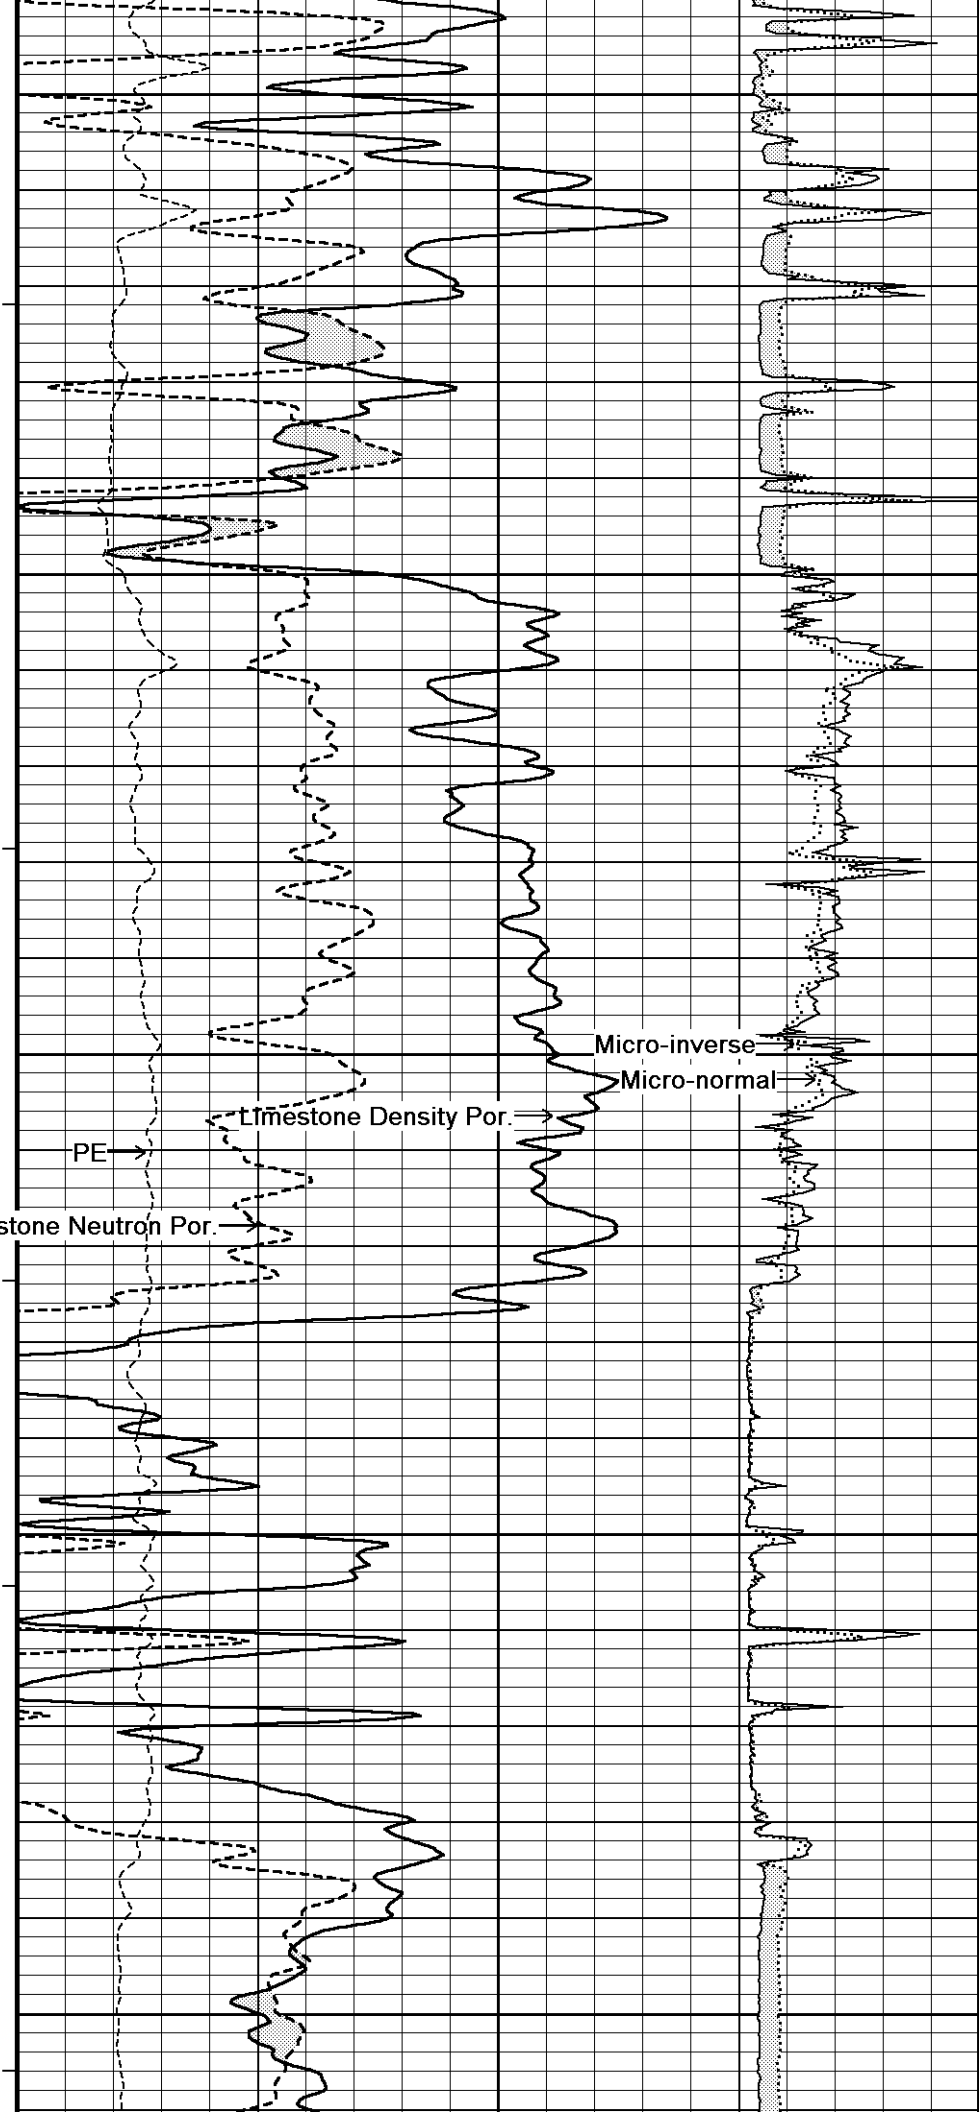 Micro-inverse
Micro-normal
Limestone Density Por.
PE
stone Neutron Por.